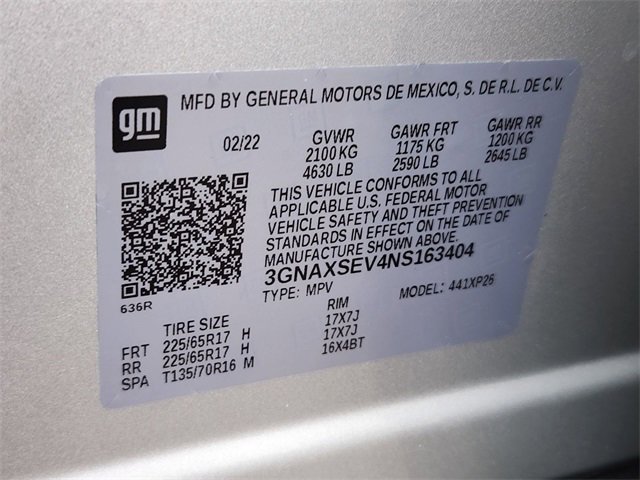 gm
MFD BY GENERAL MOTORS DE MEXICO, S. DE R.L. DE C.V.
02/22 GVWR GAWR FRT GAWR RR
2100 KG 1175 KG 1200 KG
4630 LB 2590 LB 2645 LB
THIS VEHICLE CONFORMS TO ALL
APPLICABLE U.S. FEDERAL MOTOR
VEHICLE SAFETY AND THEFT PREVENTION
STANDARDS IN EFFECT ON THE DATE OF
MANUFACTURE SHOWN ABOVE.
3GNAXSEV4NS163404
636R
TYPE: MPV MODEL: 441XP26
TIRE SIZE RIM
FRT 225/65R17 H 17X7J
RR 225/65R17 H 17X7J
SPA T135/70R16 M 16X4BT